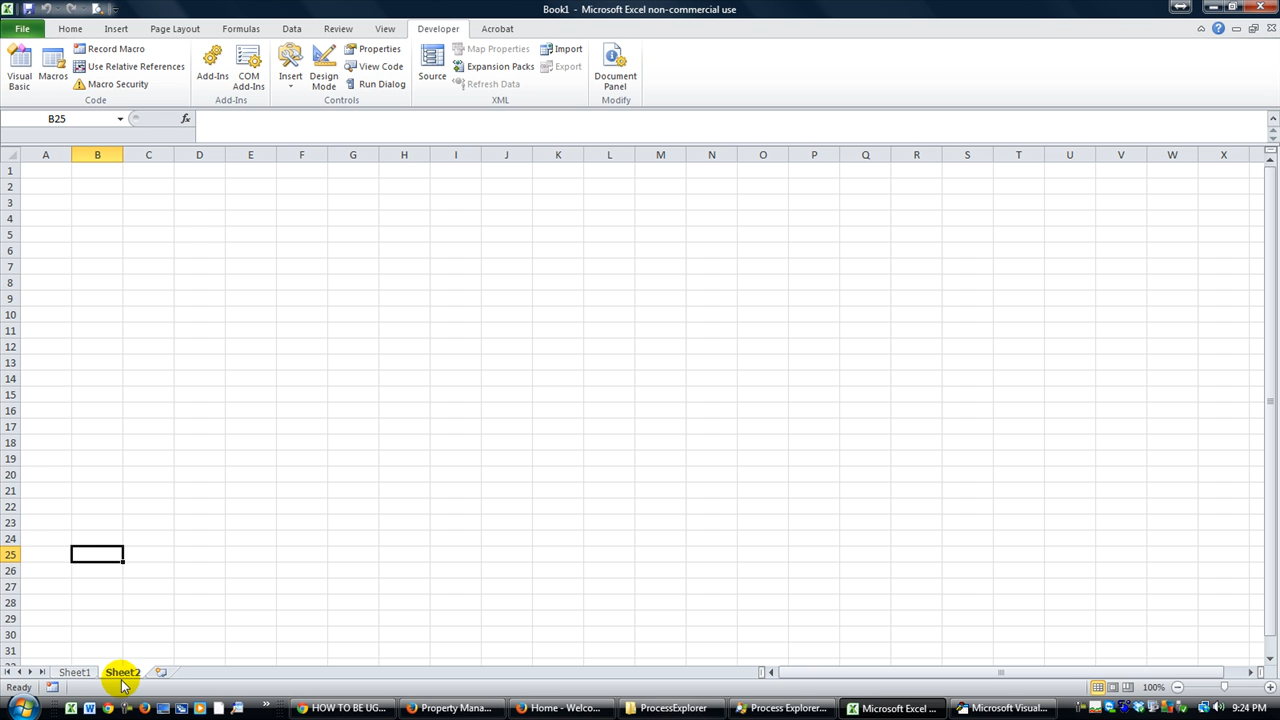 Book1 - Microsoft Excel non-commercial use
File Home Insert Page Layout Formulas Data Review View Developer Acrobat
Visual Basic
Macros
Record Macro
Use Relative References
Macro Security
Code
Add-Ins
COM Add-Ins
Add-Ins
Insert
Design Mode
Properties
View Code
Run Dialog
Controls
Source
Map Properties
Expansion Packs
Refresh Data
Import
Export
XML
Document Panel
Modify
B25 fx
A B C D E F G H I J K L M N O P Q R S T U V W X
1
2
3
4
5
6
7
8
9
10
11
12
13
14
15
16
17
18
19
20
21
22
23
24
25
26
27
28
29
30
31
Sheet1 Sheet2
Ready 100%
HOW TO BE UG... Property Mana... Home - Welco... ProcessExplorer Process Explorer... Microsoft Excel ... Microsoft Visual... 9:24 PM